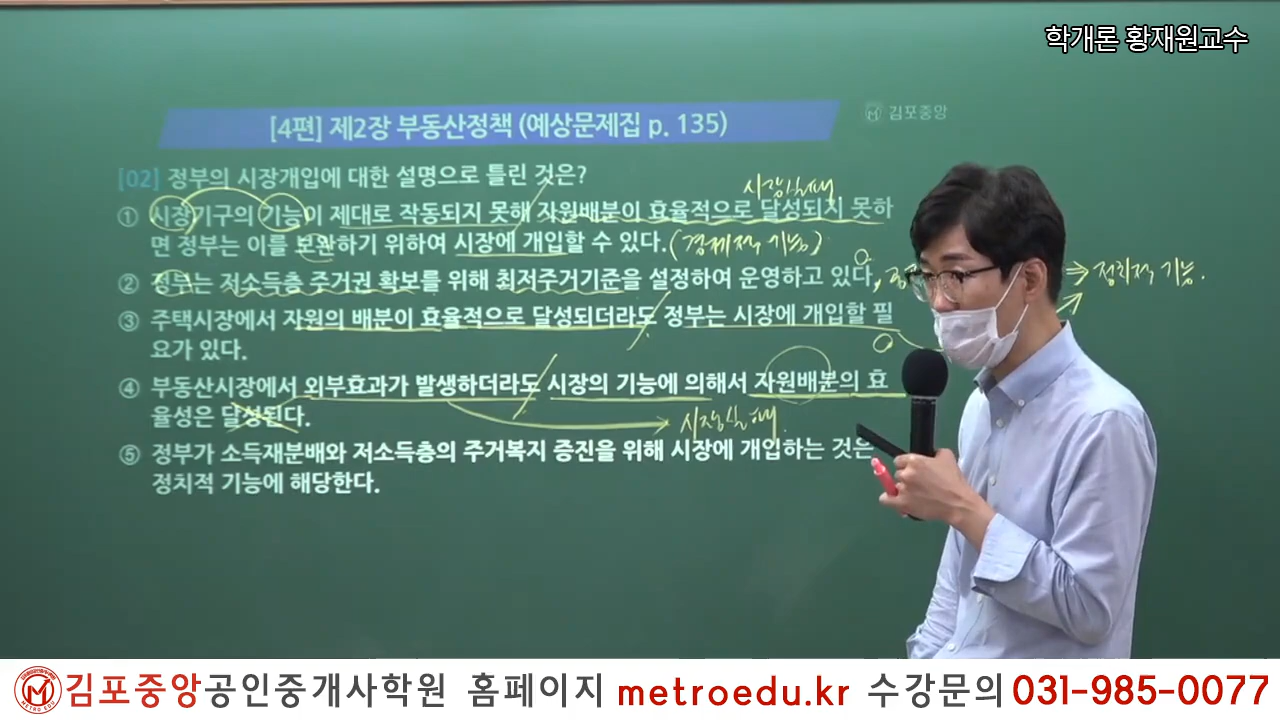 학개론 황재원교수
[4편] 제2장 부동산정책 (예상문제집 p. 135)
김포중앙
[02] 정부의 시장개입에 대한 설명으로 틀린 것은?
시장실패
① 시장기구의 기능이 제대로 작동되지 못해 자원배분이 효율적으로 달성되지 못하
면 정부는 이를 보완하기 위하여 시장에 개입할 수 있다. (경제적 기능)
② 정부는 저소득층 주거권 확보를 위해 최저주거기준을 설정하여 운영하고 있다, ⇒ 정치적 기능.
③ 주택시장에서 자원의 배분이 효율적으로 달성되더라도 정부는 시장에 개입할 필
요가 있다.
④ 부동산시장에서 외부효과가 발생하더라도 시장의 기능에 의해서 자원배분의 효
율성은 달성된다. 시장실패.
⑤ 정부가 소득재분배와 저소득층의 주거복지 증진을 위해 시장에 개입하는 것은
정치적 기능에 해당한다.
METRO EDU 김포중앙공인중개사학원 홈페이지 metroedu.kr 수강문의 031-985-0077